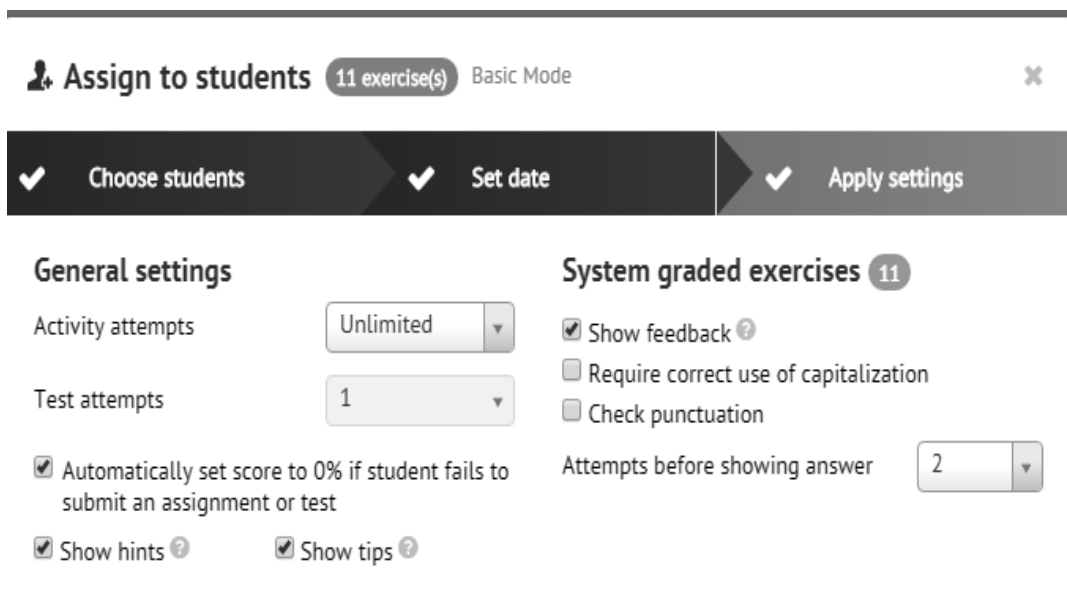 Assign to students 11 exercise(s) Basic Mode
Choose students Set date Apply settings
General settings
Activity attempts Unlimited
Test attempts 1
Automatically set score to 0% if student fails to
submit an assignment or test
Show hints ? Show tips ?
System graded exercises 11
Show feedback ?
Require correct use of capitalization
Check punctuation
Attempts before showing answer 2